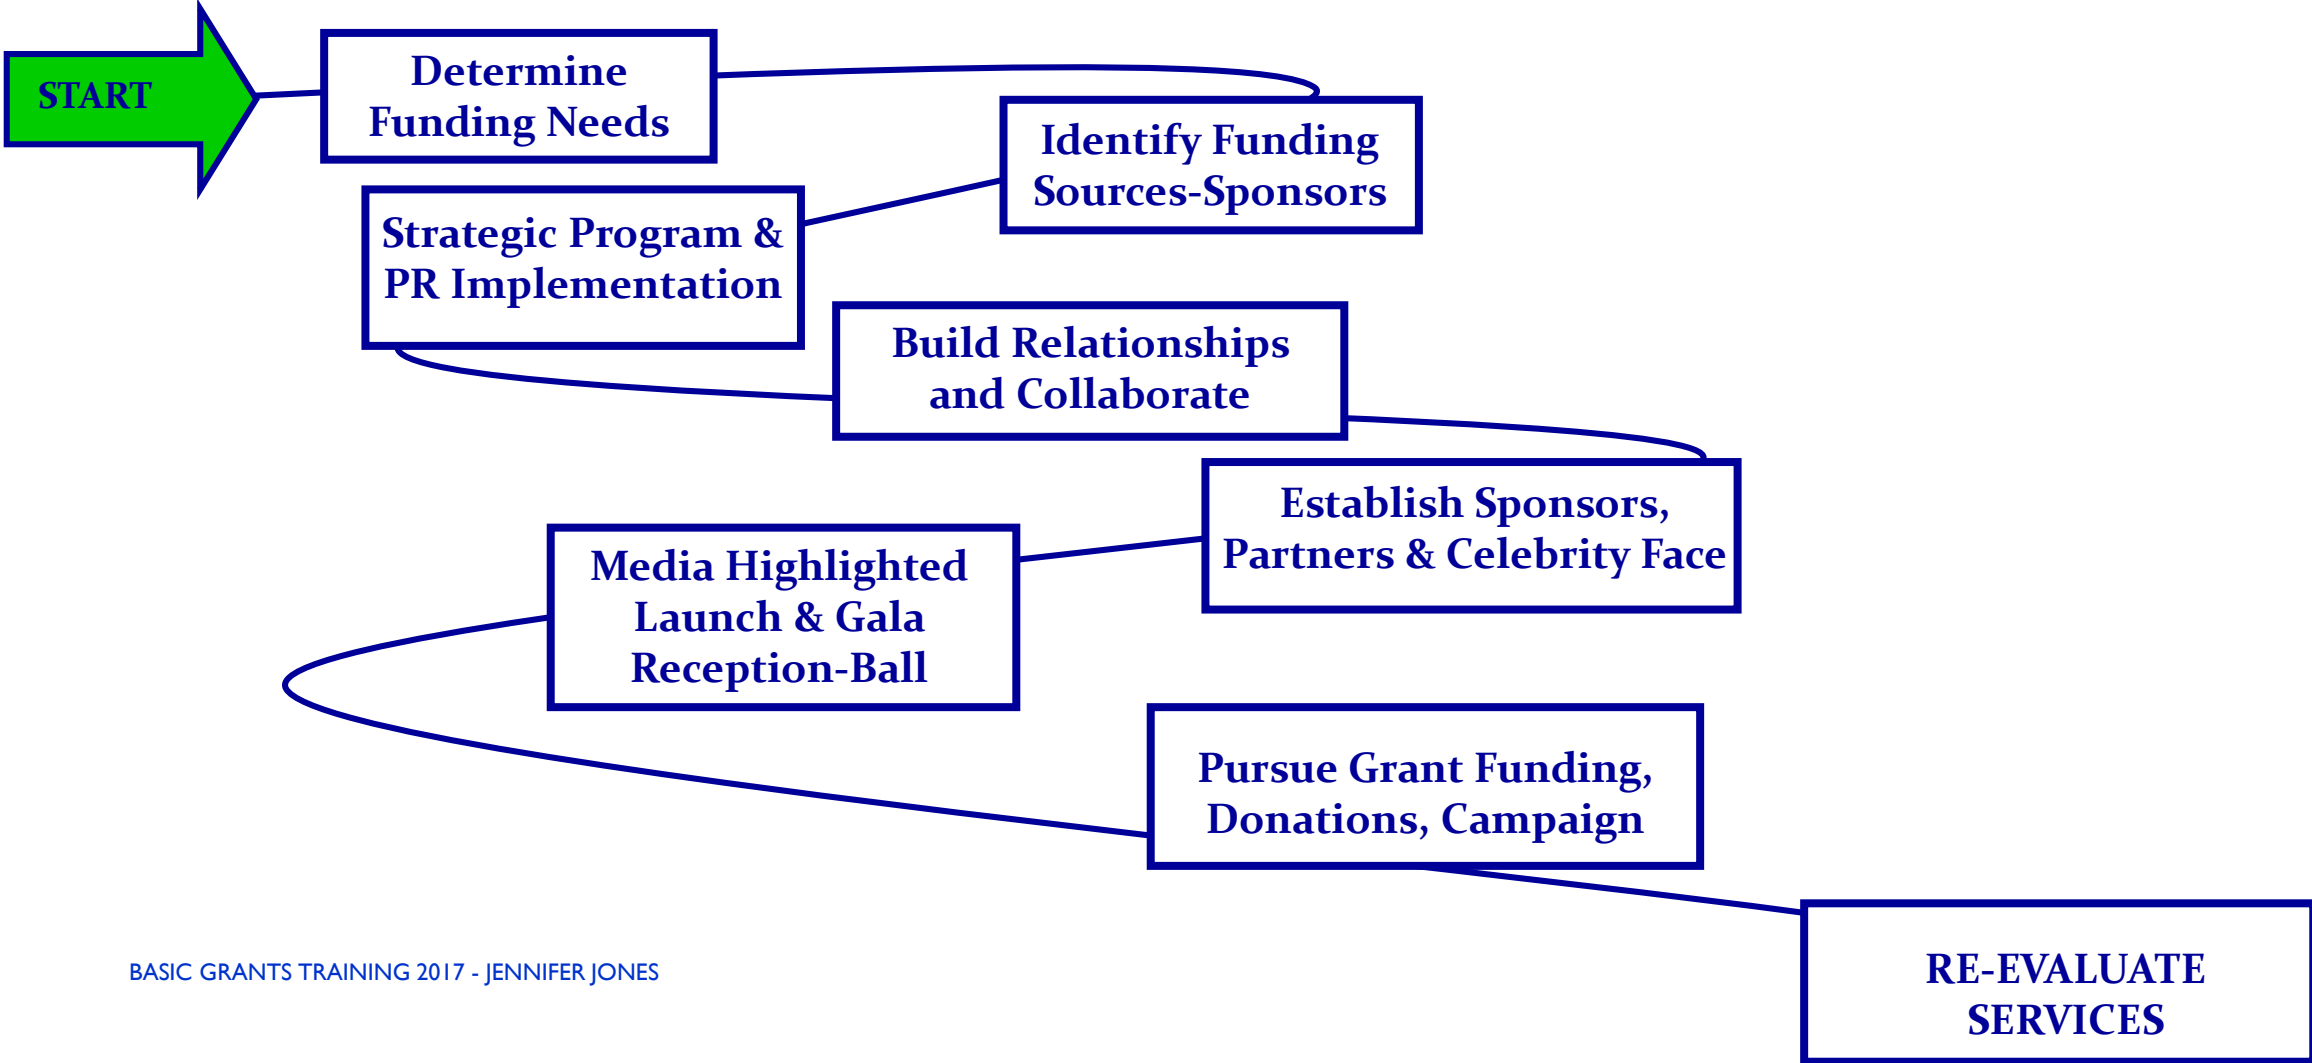 START
Determine
Funding Needs
Identify Funding
Sources-Sponsors
Strategic Program &
PR Implementation
Build Relationships
and Collaborate
Establish Sponsors,
Partners & Celebrity Face
Media Highlighted
Launch & Gala
Reception-Ball
Pursue Grant Funding,
Donations, Campaign
RE-EVALUATE
SERVICES
BASIC GRANTS TRAINING 2017 - JENNIFER JONES